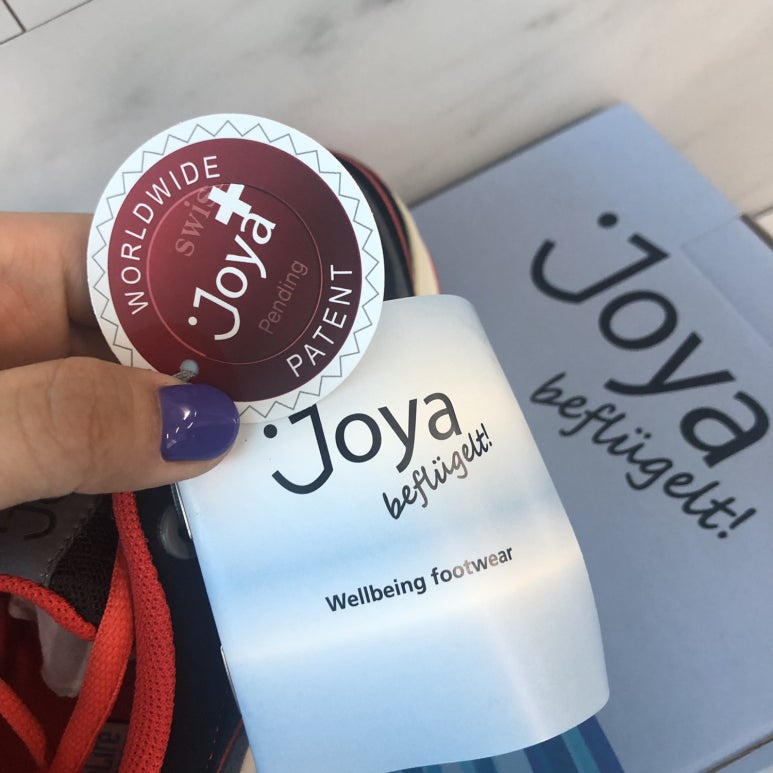 WORLDWIDE
swiss
Joya
Pending
PATENT
Joya
beflügelt!
Wellbeing footwear
Joya
beflügelt!